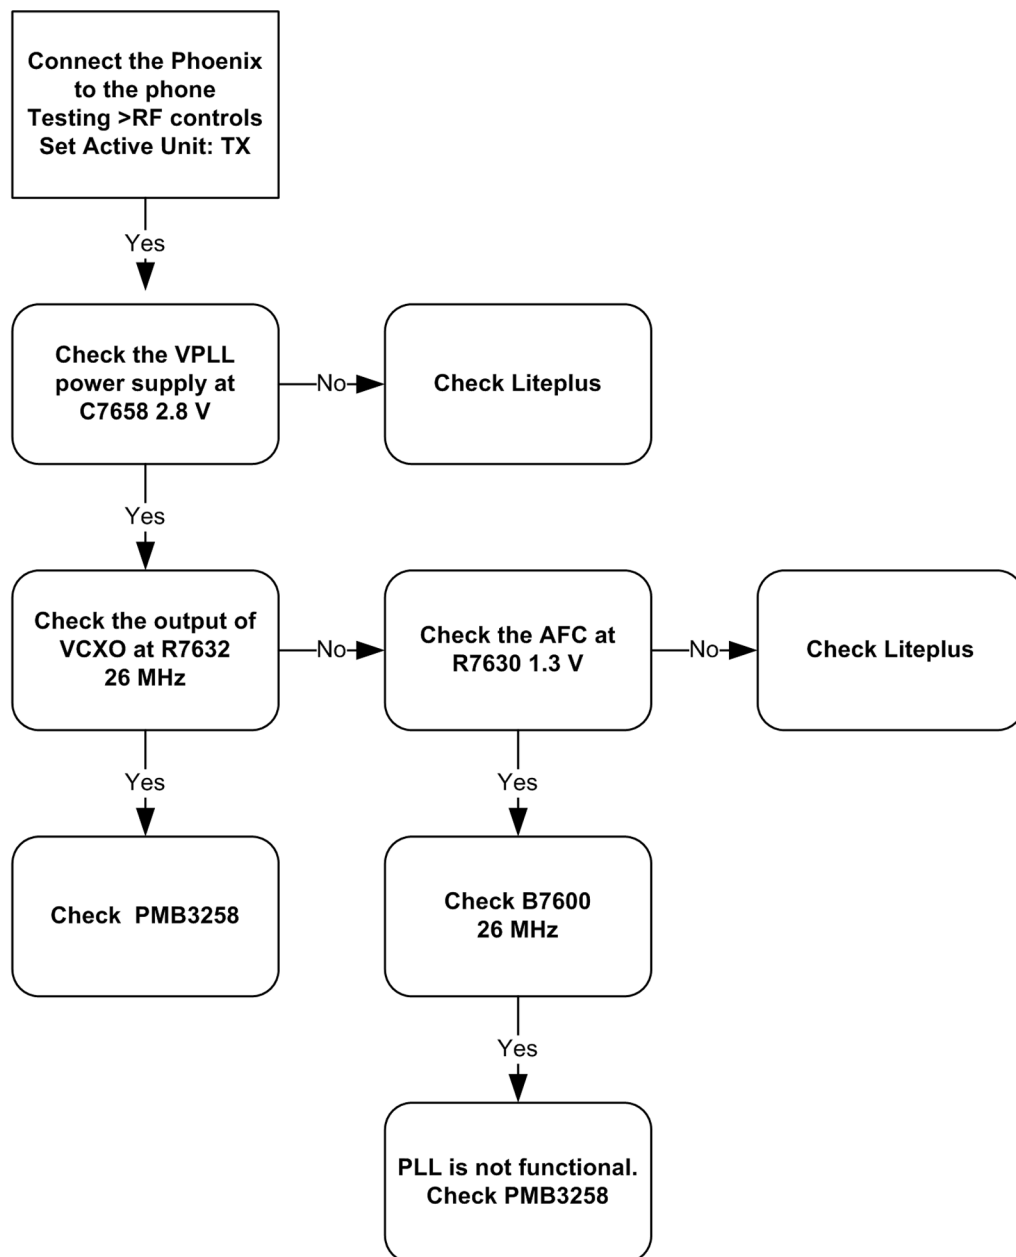 Connect the Phoenix
to the phone
Testing >RF controls
Set Active Unit: TX
Yes
Check the VPLL
power supply at
C7658 2.8 V
No
Check Liteplus
Yes
Check the output of
VCXO at R7632
26 MHz
No
Check the AFC at
R7630 1.3 V
No
Check Liteplus
Yes
Yes
Check  PMB3258
Check B7600
26 MHz
Yes
PLL is not functional.
Check PMB3258